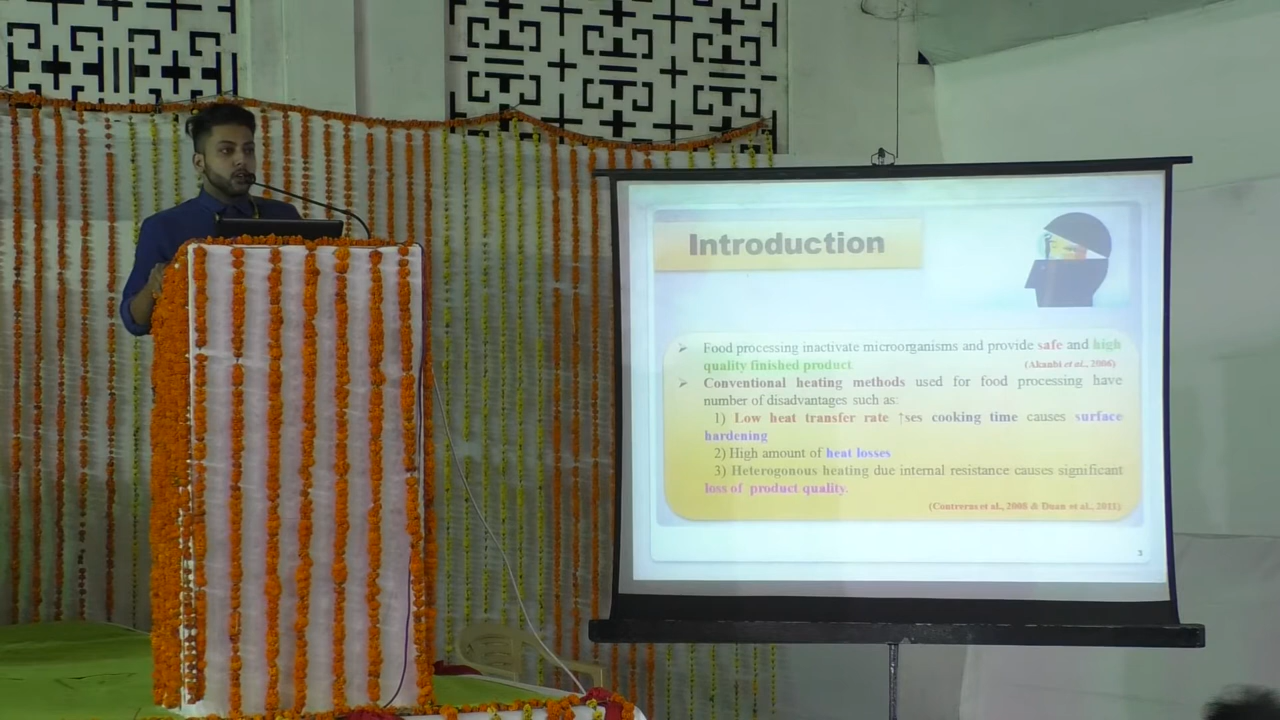 Introduction
➢ Food processing inactivate microorganisms and provide safe and high
quality finished product (Akanbi et al., 2006)
➢ Conventional heating methods used for food processing have
number of disadvantages such as:
1) Low heat transfer rate ↑ses cooking time causes surface
hardening
2) High amount of heat losses
3) Heterogonous heating due internal resistance causes significant
loss of product quality.
(Contreras et al., 2008 & Duan et al., 2011)
3